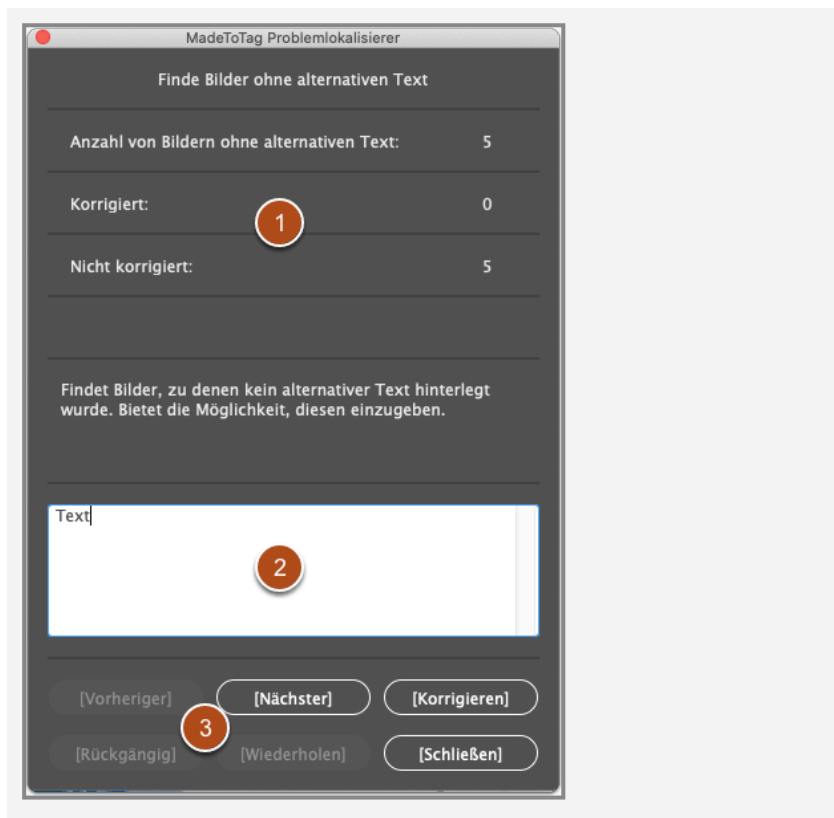 MadeToTag Problemlokalisierer
Finde Bilder ohne alternativen Text
Anzahl von Bildern ohne alternativen Text: 5
Korrigiert: 0
1
Nicht korrigiert: 5
Findet Bilder, zu denen kein alternativer Text hinterlegt
wurde. Bietet die Möglichkeit, diesen einzugeben.
Text
2
[Vorheriger] [Nächster] [Korrigieren]
3
[Rückgängig] [Wiederholen] [Schließen]